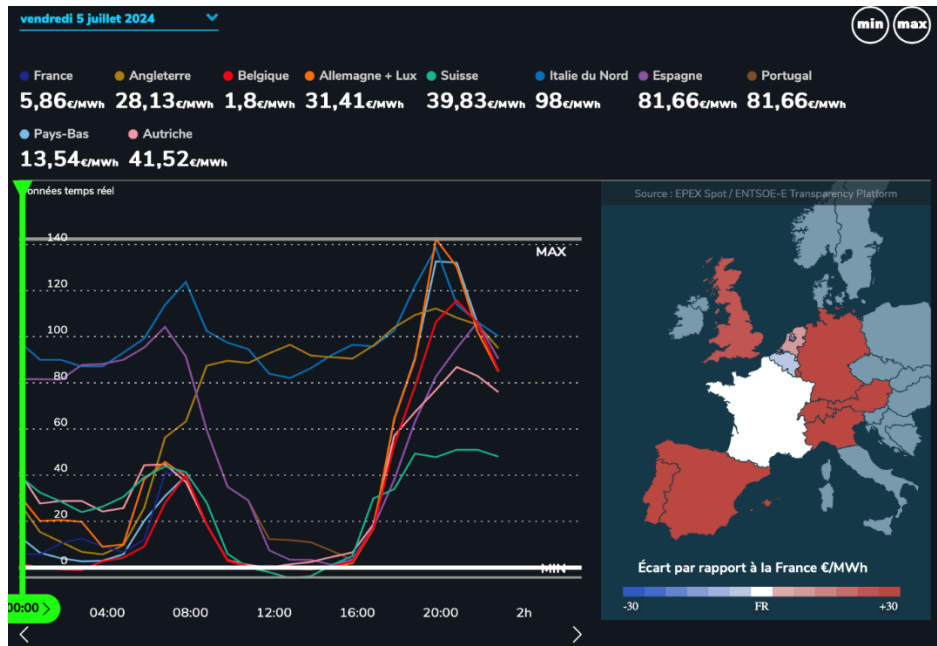 vendredi 5 juillet 2024
min max
France Angleterre Belgique Allemagne + Lux Suisse Italie du Nord Espagne Portugal
5,86€/MWh 28,13€/MWh 1,8€/MWh 31,41€/MWh 39,83€/MWh 98€/MWh 81,66€/MWh 81,66€/MWh
Pays-Bas Autriche
13,54€/MWh 41,52€/MWh
onnées temps réel
Source : EPEX Spot / ENTSOE-E Transparency Platform
140
MAX
120
100
80
60
40
20
0
MIN
00:00 04:00 08:00 12:00 16:00 20:00 2h
Écart par rapport à la France €/MWh
-30 FR +30